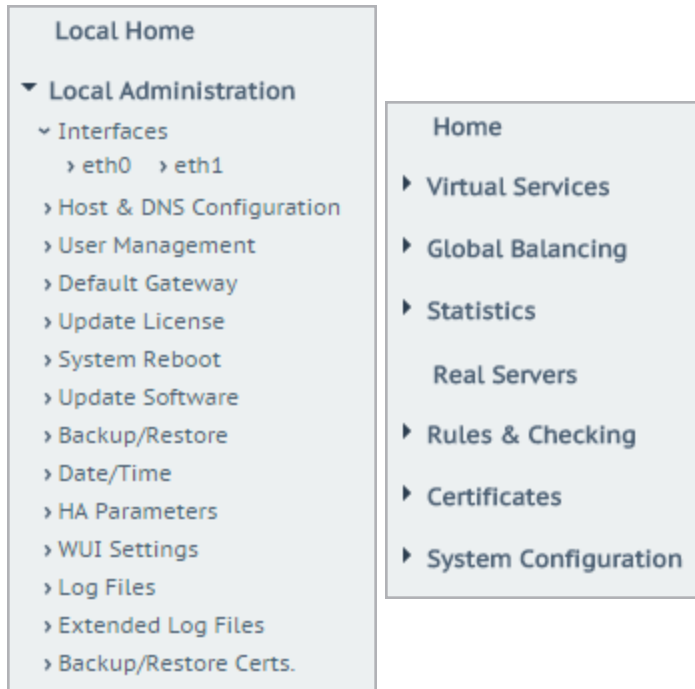 Local Home
Local Administration
Interfaces
eth0 eth1
Host & DNS Configuration
User Management
Default Gateway
Update License
System Reboot
Update Software
Backup/Restore
Date/Time
HA Parameters
WUI Settings
Log Files
Extended Log Files
Backup/Restore Certs.
Home
Virtual Services
Global Balancing
Statistics
Real Servers
Rules & Checking
Certificates
System Configuration